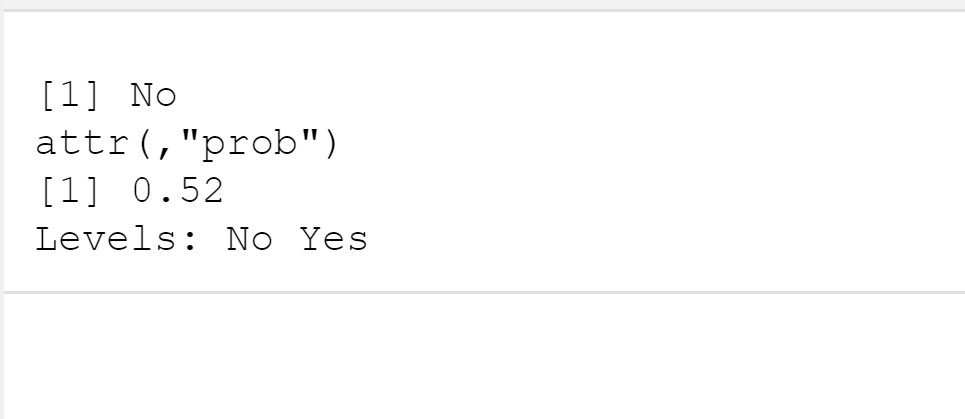 [1] No
attr(,"prob")
[1] 0.52
Levels: No Yes